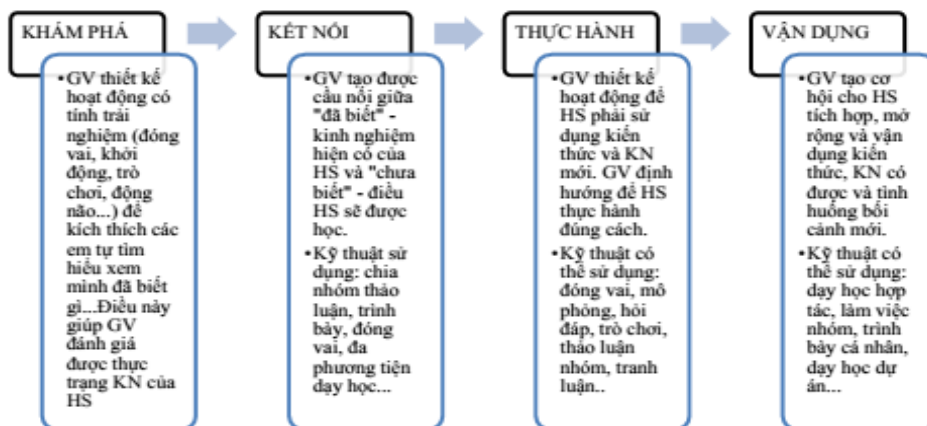 KHÁM PHÁ
•GV thiết kế
hoạt động có
tính trải
nghiệm (đóng
vai, khởi
động, trò
chơi, động
não...) để
kích thích các
em tự tìm
hiểu xem
mình đã biết
gì...Điều này
giúp GV
đánh giá
được thực
trạng KN của
HS
KẾT NỐI
•GV tạo được
cầu nối giữa
"đã biết" -
kinh nghiệm
hiện có của
HS và "chưa
biết" - điều
HS sẽ được
học.
•Kỹ thuật sử
dụng: chia
nhóm thảo
luận, trình
bày, đóng
vai, đa
phương tiện
dạy học...
THỰC HÀNH
•GV thiết kế
hoạt động để
HS phải sử
dụng kiến
thức và KN
mới. GV định
hướng để HS
thực hành
đúng cách.
•Kỹ thuật có
thể sử dụng:
đóng vai, mô
phỏng, hỏi
đáp, trò chơi,
thảo luận
nhóm, tranh
luận..
VẬN DỤNG
•GV tạo cơ
hội cho HS
tích hợp, mở
rộng và vận
dụng kiến
thức, KN có
được và tình
huống bối
cảnh mới.
•Kỹ thuật có
thể sử dụng:
dạy học hợp
tác, làm việc
nhóm, trình
bày cá nhân,
dạy học dự
án...